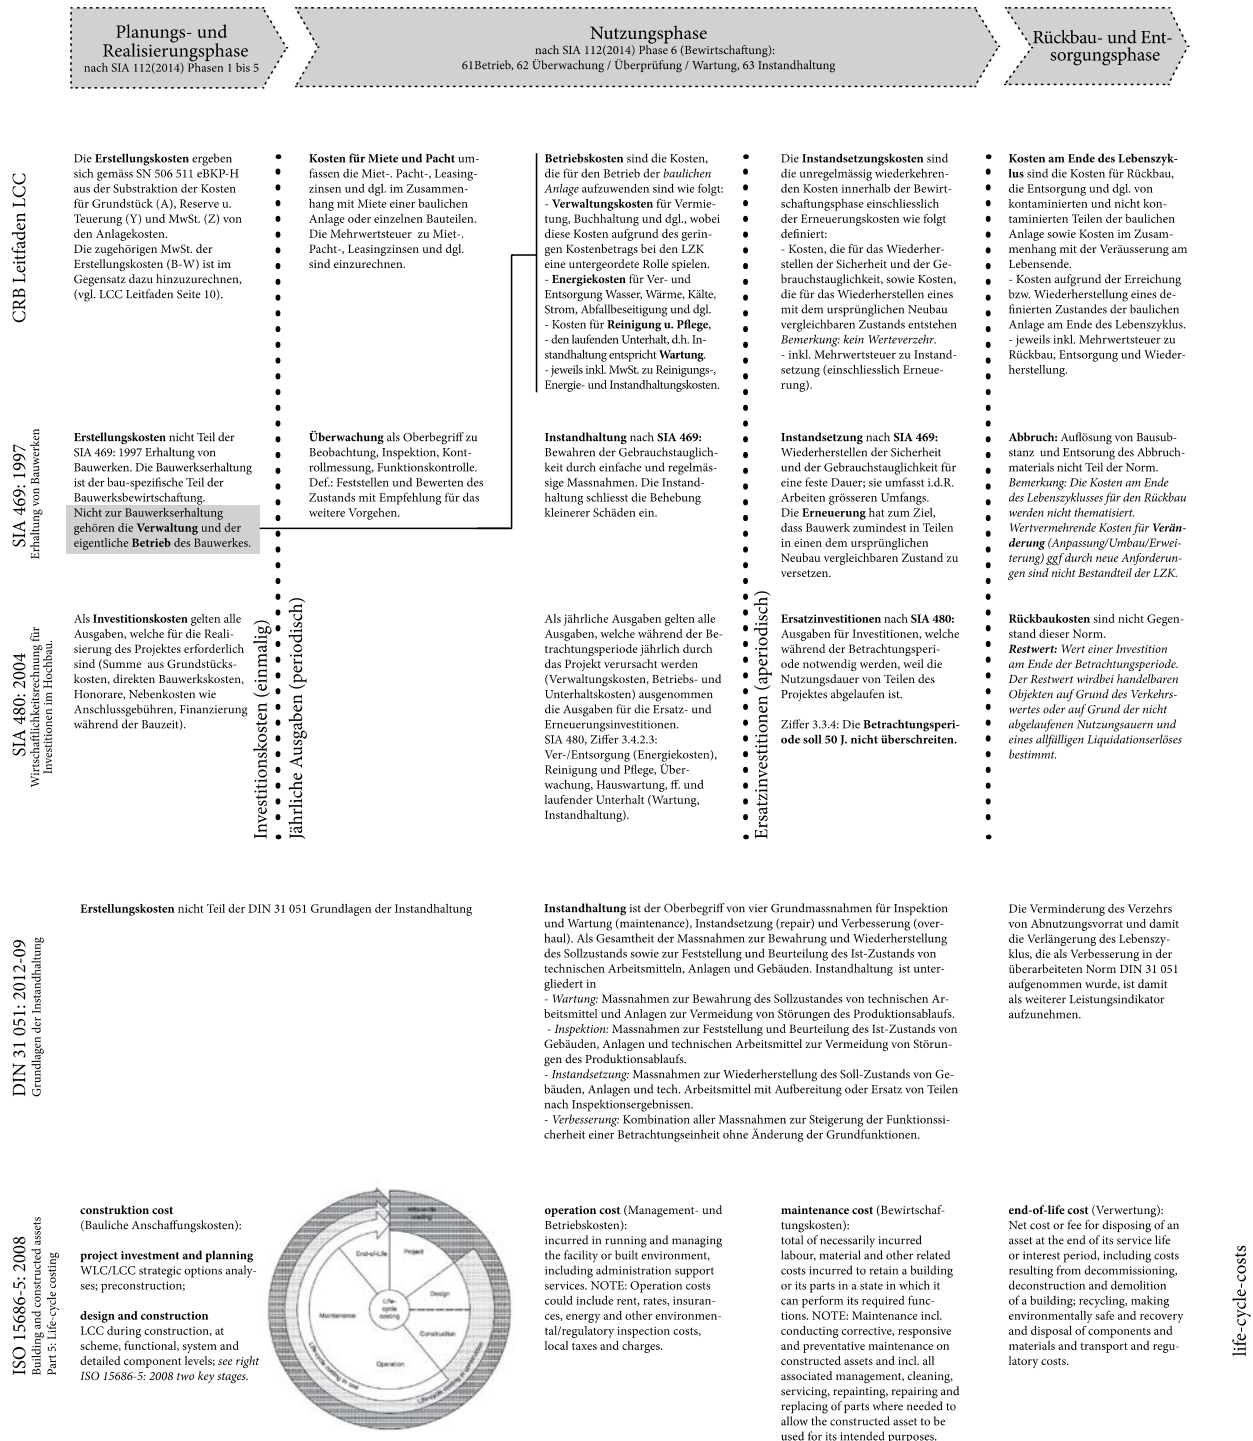 Planungs- und
Realisierungsphase
nach SIA 112(2014) Phasen 1 bis 5
Nutzungsphase
nach SIA 112(2014) Phase 6 (Bewirtschaftung):
61Betrieb, 62 Überwachung / Überprüfung / Wartung, 63 Instandhaltung
Rückbau- und Ent-
sorgungsphase
CRB Leitfaden LCC
Die Erstellungskosten ergeben
sich gemäss SN 506 511 eBKP-H
aus der Substraktion der Kosten
für Grundstück (A), Reserve u.
Teuerung (Y) und MwSt. (Z) von
den Anlagekosten.
Die zugehörigen MwSt. der
Erstellungskosten (B-W) ist im
Gegensatz dazu hinzuzurechnen,
(vgl. LCC Leitfaden Seite 10).
Kosten für Miete und Pacht um-
fassen die Miet-. Pacht-, Leasing-
zinsen und dgl. im Zusammen-
hang mit Miete einer baulichen
Anlage oder einzelnen Bauteilen.
Die Mehrwertsteuer zu Miet-.
Pacht-, Leasingzinsen und dgl.
sind einzurechnen.
Betriebskosten sind die Kosten,
die für den Betrieb der baulichen
Anlage aufzuwenden sind wie folgt:
- Verwaltungskosten für Vermie-
tung, Buchhaltung und dgl., wobei
diese Kosten aufgrund des gerin-
gen Kostenbetrags bei den LZK
eine untergeordete Rolle spielen.
- Energiekosten für Ver- und
Entsorgung Wasser, Wärme, Kälte,
Strom, Abfallbeseitigung und dgl.
- Kosten für Reinigung u. Pflege,
- den laufenden Unterhalt, d.h. In-
standhaltung entspricht Wartung.
- jeweils inkl. MwSt. zu Reinigungs-,
Energie- und Instandhaltungskosten.
Die Instandsetzungskosten sind
die unregelmässig wiederkehren-
den Kosten innerhalb der Bewirt-
schaftungsphase einschliesslich
der Erneuerungskosten wie folgt
definiert:
- Kosten, die für das Wiederher-
stellen der Sicherheit und der Ge-
brauchstauglichkeit, sowie Kosten,
die für das Wiederherstellen eines
mit dem ursprünglichen Neubau
vergleichbaren Zustands entstehen
Bemerkung: kein Werteverzehr.
- inkl. Mehrwertsteuer zu Instand-
setzung (einschliesslich Erneue-
rung).
Kosten am Ende des Lebenszyk-
lus sind die Kosten für Rückbau,
die Entsorgung und dgl. von
kontaminierten und nicht kon-
taminierten Teilen der baulichen
Anlage sowie Kosten im Zusam-
menhang mit der Veräusserung am
Lebensende.
- Kosten aufgrund der Erreichung
bzw. Wiederherstellung eines de-
finierten Zustandes der baulichen
Anlage am Ende des Lebenszyklus.
- jeweils inkl. Mehrwertsteuer zu
Rückbau, Entsorgung und Wieder-
herstellung.
SIA 469: 1997
Erhaltung von Bauwerken
Erstellungskosten nicht Teil der
SIA 469: 1997 Erhaltung von
Bauwerken. Die Bauwerkserhaltung
ist der bau-spezifische Teil der
Bauwerksbewirtschaftung.
Nicht zur Bauwerkserhaltung
gehören die Verwaltung und der
eigentliche Betrieb des Bauwerkes.
Überwachung als Oberbegriff zu
Beobachtung, Inspektion, Kont-
rollmessung, Funktionskontrolle.
Def.: Feststellen und Bewerten des
Zustands mit Empfehlung für das
weitere Vorgehen.
Instandhaltung nach SIA 469:
Bewahren der Gebrauchstauglich-
keit durch einfache und regelmäs-
sige Massnahmen. Die Instand-
haltung schliesst die Behebung
kleinerer Schäden ein.
Instandsetzung nach SIA 469:
Wiederherstellen der Sicherheit
und der Gebrauchstauglichkeit für
eine feste Dauer; sie umfasst i.d.R.
Arbeiten grösseren Umfangs.
Die Erneuerung hat zum Ziel,
dass Bauwerk zumindest in Teilen
in einen dem ursprünglichen
Neubau vergleichbaren Zustand zu
versetzen.
Abbruch: Auflösung von Bausub-
stanz und Entsorung des Abbruch-
materials nicht Teil der Norm.
Bemerkung: Die Kosten am Ende
des Lebenszyklusses für den Rückbau
werden nicht thematisiert.
Wertvermehrende Kosten für Verän-
derung (Anpassung/Umbau/Erwei-
terung) ggf durch neue Anforderun-
gen sind nicht Bestandteil der LZK.
SIA 480: 2004
Wirtschaftlichkeitsrechnung für
Investitionen im Hochbau.
Als Investitionskosten gelten alle
Ausgaben, welche für die Reali-
sierung des Projektes erforderlich
sind (Summe aus Grundstücks-
kosten, direkten Bauwerkskosten,
Honorare, Nebenkosten wie
Anschlussgebühren, Finanzierung
während der Bauzeit).
Investitionskosten (einmalig)
Jährliche Ausgaben (periodisch)
Als jährliche Ausgaben gelten alle
Ausgaben, welche während der Be-
trachtungsperiode jährlich durch
das Projekt verursacht werden
(Verwaltungskosten, Betriebs- und
Unterhaltskosten) ausgenommen
die Ausgaben für die Ersatz- und
Erneuerungsinvestitionen.
SIA 480, Ziffer 3.4.2.3:
Ver-/Entsorgung (Energiekosten),
Reinigung und Pflege, Über-
wachung, Hauswartung, ff. und
laufender Unterhalt (Wartung,
Instandhaltung).
Ersatzinvestitionen (aperiodisch)
Ersatzinvestitionen nach SIA 480:
Ausgaben für Investitionen, welche
während der Betrachtungsperi-
ode notwendig werden, weil die
Nutzungsdauer von Teilen des
Projektes abgelaufen ist.
Ziffer 3.3.4: Die Betrachtungsperi-
ode soll 50 J. nicht überschreiten.
Rückbaukosten sind nicht Gegen-
stand dieser Norm.
Restwert: Wert einer Investition
am Ende der Betrachtungsperiode.
Der Restwert wirdbei handelbaren
Objekten auf Grund des Verkehrs-
wertes oder auf Grund der nicht
abgelaufenen Nutzungsauern und
eines allfälligen Liquidationserlöses
bestimmt.
DIN 31 051: 2012-09
Grundlagen der Instandhaltung
Erstellungskosten nicht Teil der DIN 31 051 Grundlagen der Instandhaltung
Instandhaltung ist der Oberbegriff von vier Grundmassnahmen für Inspektion
und Wartung (maintenance), Instandsetzung (repair) und Verbesserung (over-
haul). Als Gesamtheit der Massnahmen zur Bewahrung und Wiederherstellung
des Sollzustands sowie zur Feststellung und Beurteilung des Ist-Zustands von
technischen Arbeitsmitteln, Anlagen und Gebäuden. Instandhaltung ist unter-
gliedert in
- Wartung: Massnahmen zur Bewahrung des Sollzustandes von technischen Ar-
beitsmittel und Anlagen zur Vermeidung von Störungen des Produktionsablaufs.
- Inspektion: Massnahmen zur Feststellung und Beurteilung des Ist-Zustands von
Gebäuden, Anlagen und technischen Arbeitsmittel zur Vermeidung von Störun-
gen des Produktionsablaufs.
- Instandsetzung: Massnahmen zur Wiederherstellung des Soll-Zustands von Ge-
bäuden, Anlagen und tech. Arbeitsmittel mit Aufbereitung oder Ersatz von Teilen
nach Inspektionsergebnissen.
- Verbesserung: Kombination aller Massnahmen zur Steigerung der Funktionssi-
cherheit einer Betrachtungseinheit ohne Änderung der Grundfunktionen.
Die Verminderung des Verzehrs
von Abnutzungsvorrat und damit
die Verlängerung des Lebenszy-
klus, die als Verbesserung in der
überarbeiteten Norm DIN 31 051
aufgenommen wurde, ist damit
als weiterer Leistungsindikator
aufzunehmen.
ISO 15686-5: 2008
Building and constructed assets
Part 5: Life-cycle costing
construktion cost
(Bauliche Anschaffungskosten):
project investment and planning
WLC/LCC strategic options analy-
ses; preconstruction;
design and construction
LCC during construction, at
scheme, functional, system and
detailed component levels; see right
ISO 15686-5: 2008 two key stages.
Whole-life
costing
End-of-Life
Project
Design
Construction
Operation
Maintenance
Life-
cycle
costing
Life-cycle costing in use
Life-cycle costing in construction
operation cost (Management- und
Betriebskosten):
incurred in running and managing
the facility or built environment,
including administration support
services. NOTE: Operation costs
could include rent, rates, insuran-
ces, energy and other environmen-
tal/regulatory inspection costs,
local taxes and charges.
maintenance cost (Bewirtschaf-
tungskosten):
total of necessarily incurred
labour, material and other related
costs incurred to retain a building
or its parts in a state in which it
can perform its required func-
tions. NOTE: Maintenance incl.
conducting corrective, responsive
and preventative maintenance on
constructed assets and incl. all
associated management, cleaning,
servicing, repainting, repairing and
replacing of parts where needed to
allow the constructed asset to be
used for its intended purposes.
end-of-life cost (Verwertung):
Net cost or fee for disposing of an
asset at the end of its service life
or interest period, including costs
resulting from decommissioning,
deconstruction and demolition
of a building; recycling, making
environmentally safe and recovery
and disposal of components and
materials and transport and regu-
latory costs.
life-cycle-costs